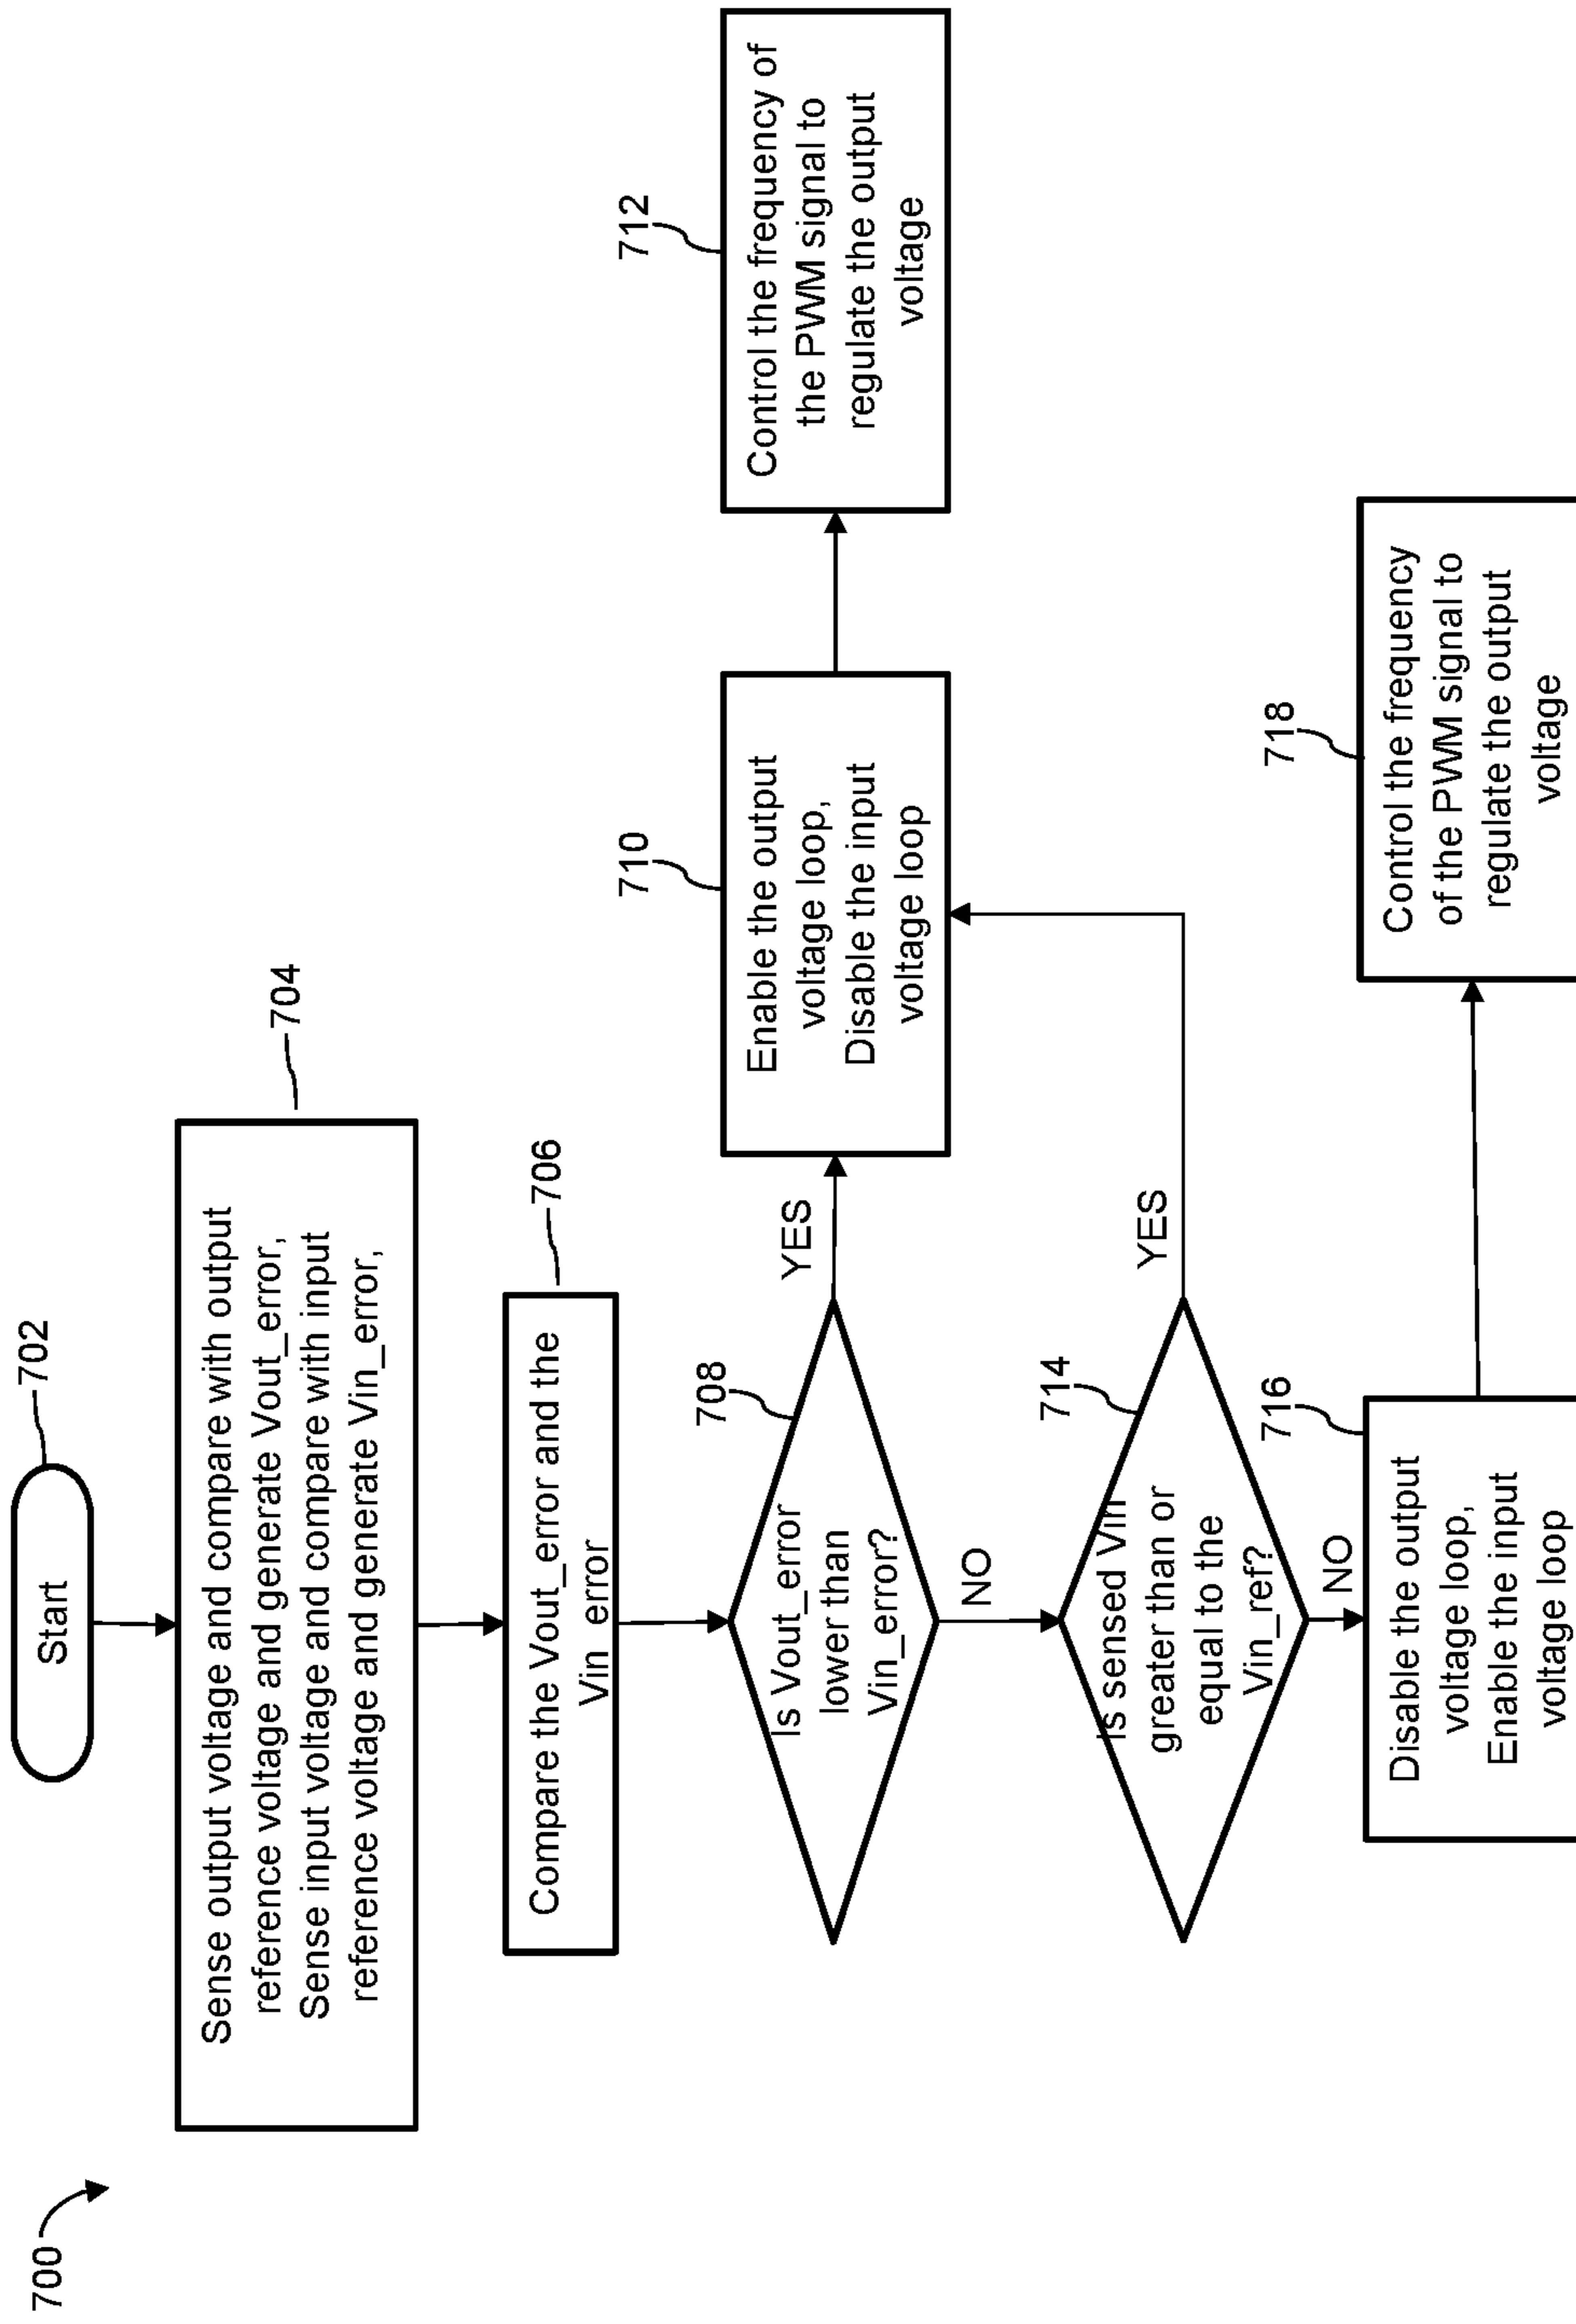 700
702
Start
704
Sense output voltage and compare with output
reference voltage and generate Vout_error,
Sense input voltage and compare with input
reference voltage and generate Vin_error,
706
Compare the Vout_error and the
Vin_error
708
Is Vout_error
lower than
Vin_error?
YES
NO
710
Enable the output
voltage loop,
Disable the input
voltage loop
712
Control the frequency of
the PWM signal to
regulate the output
voltage
714
Is sensed Vin
greater than or
equal to the
Vin_ref?
YES
NO
716
Disable the output
voltage loop,
Enable the input
voltage loop
718
Control the frequency
of the PWM signal to
regulate the output
voltage